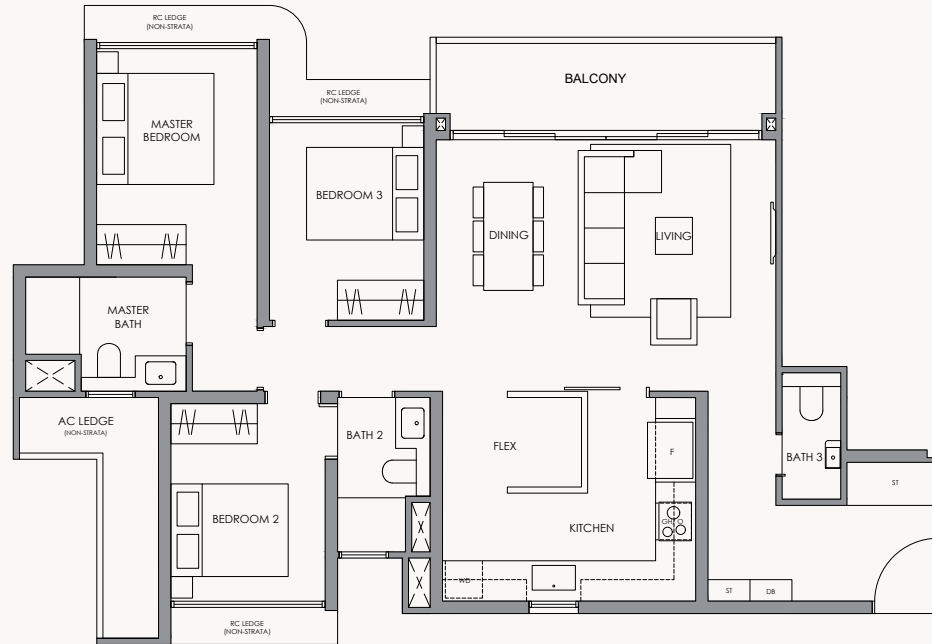 RC LEDGE
(NON-STRATA)
RC LEDGE
(NON-STRATA)
BALCONY
MASTER
BEDROOM
BEDROOM 3
DINING
LIVING
MASTER
BATH
AC LEDGE
(NON-STRATA)
BATH 2
FLEX
F
BATH 3
ST
BEDROOM 2
KITCHEN
WD
ST
DB
RC LEDGE
(NON-STRATA)